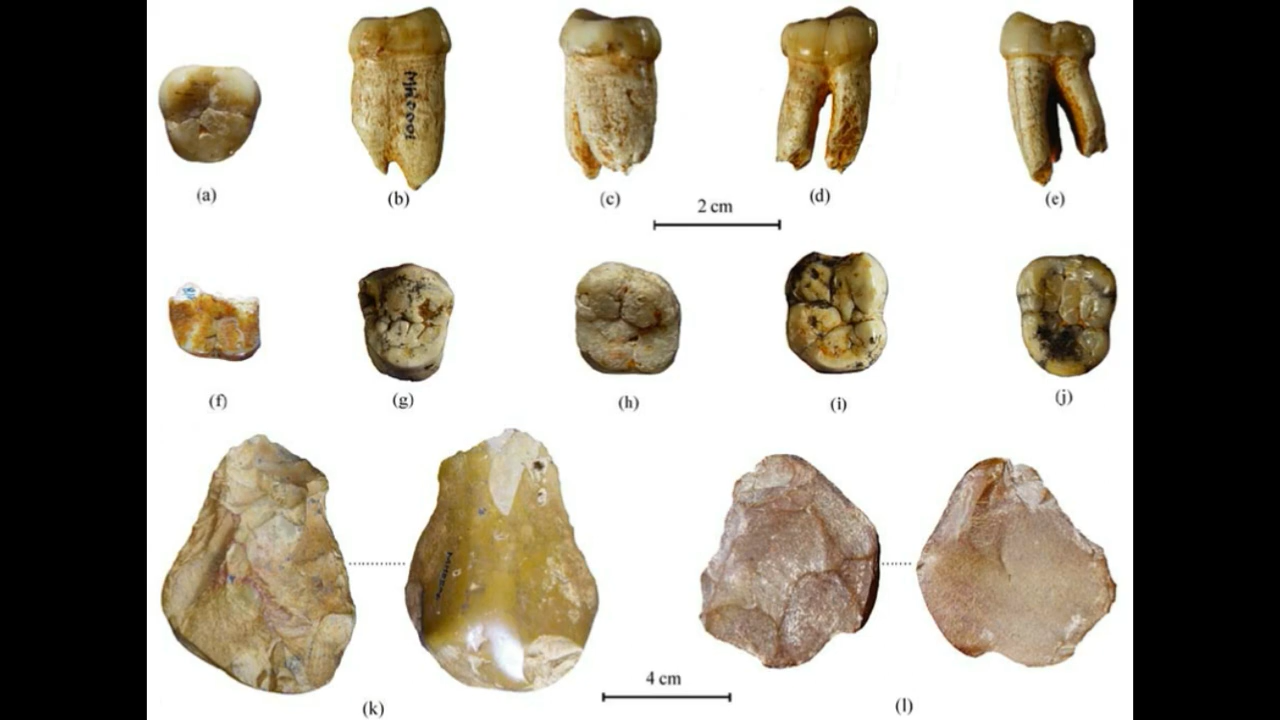 (a)
(b)
(c)
(d)
(e)
2 cm
(f)
(g)
(h)
(i)
(j)
4 cm
(k)
(l)